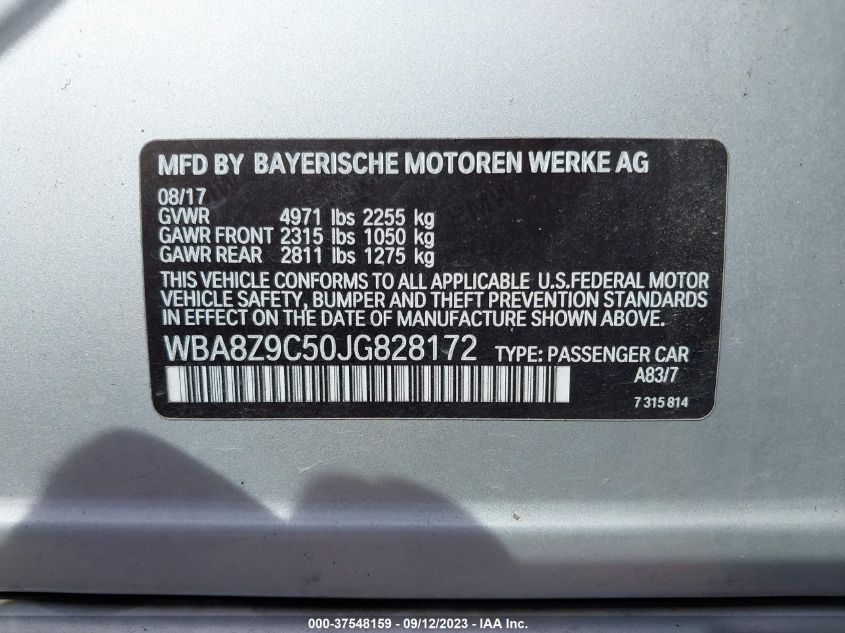 MFD BY BAYERISCHE MOTOREN WERKE AG
08/17
GVWR 4971 lbs 2255 kg
GAWR FRONT 2315 lbs 1050 kg
GAWR REAR 2811 lbs 1275 kg
THIS VEHICLE CONFORMS TO ALL APPLICABLE U.S.FEDERAL MOTOR
VEHICLE SAFETY, BUMPER AND THEFT PREVENTION STANDARDS
IN EFFECT ON THE DATE OF MANUFACTURE SHOWN ABOVE.
WBA8Z9C50JG828172 TYPE: PASSENGER CAR
A83/7
7 315 814
000-37548159 - 09/12/2023 - IAA Inc.